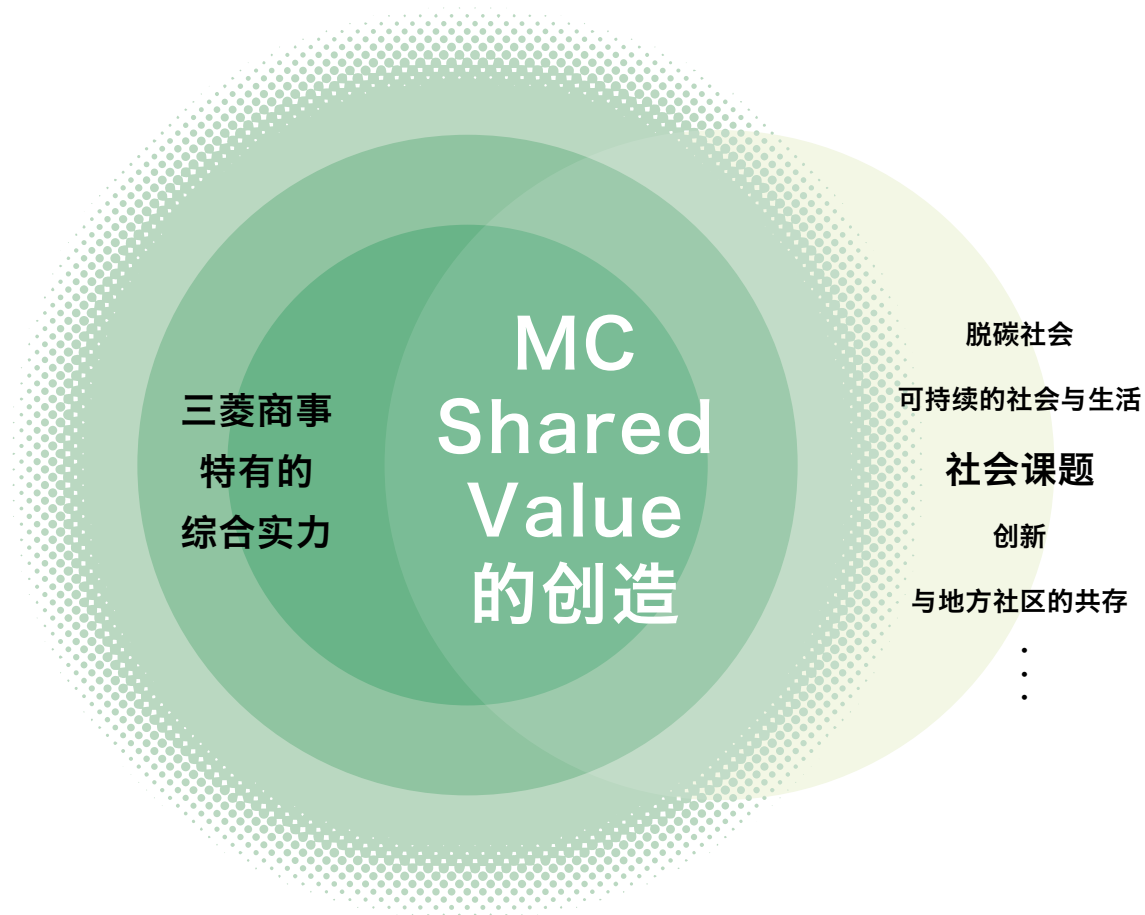 三菱商事
特有的
综合实力
MC
Shared
Value
的创造
脱碳社会
可持续的社会与生活
社会课题
创新
与地方社区的共存
・
・
・